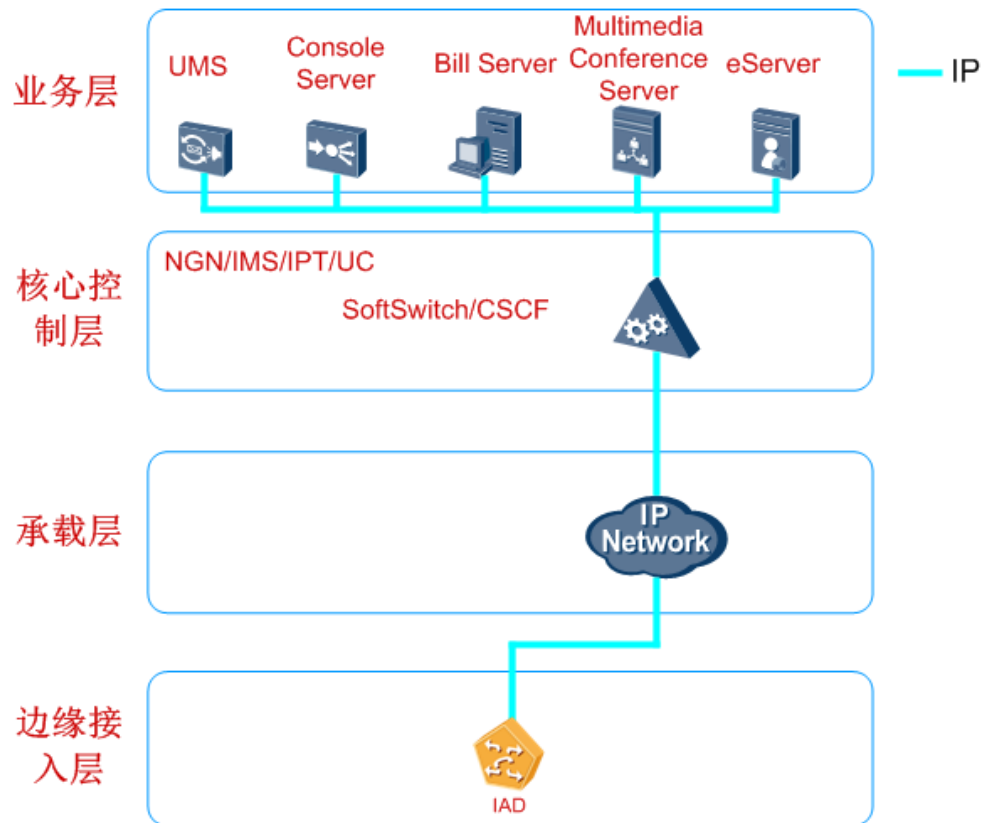 业务层
UMS
Console
Server
Bill Server
Multimedia
Conference
Server
eServer
IP
核心控
制层
NGN/IMS/IPT/UC
SoftSwitch/CSCF
承载层
IP
Network
边缘接
入层
IAD